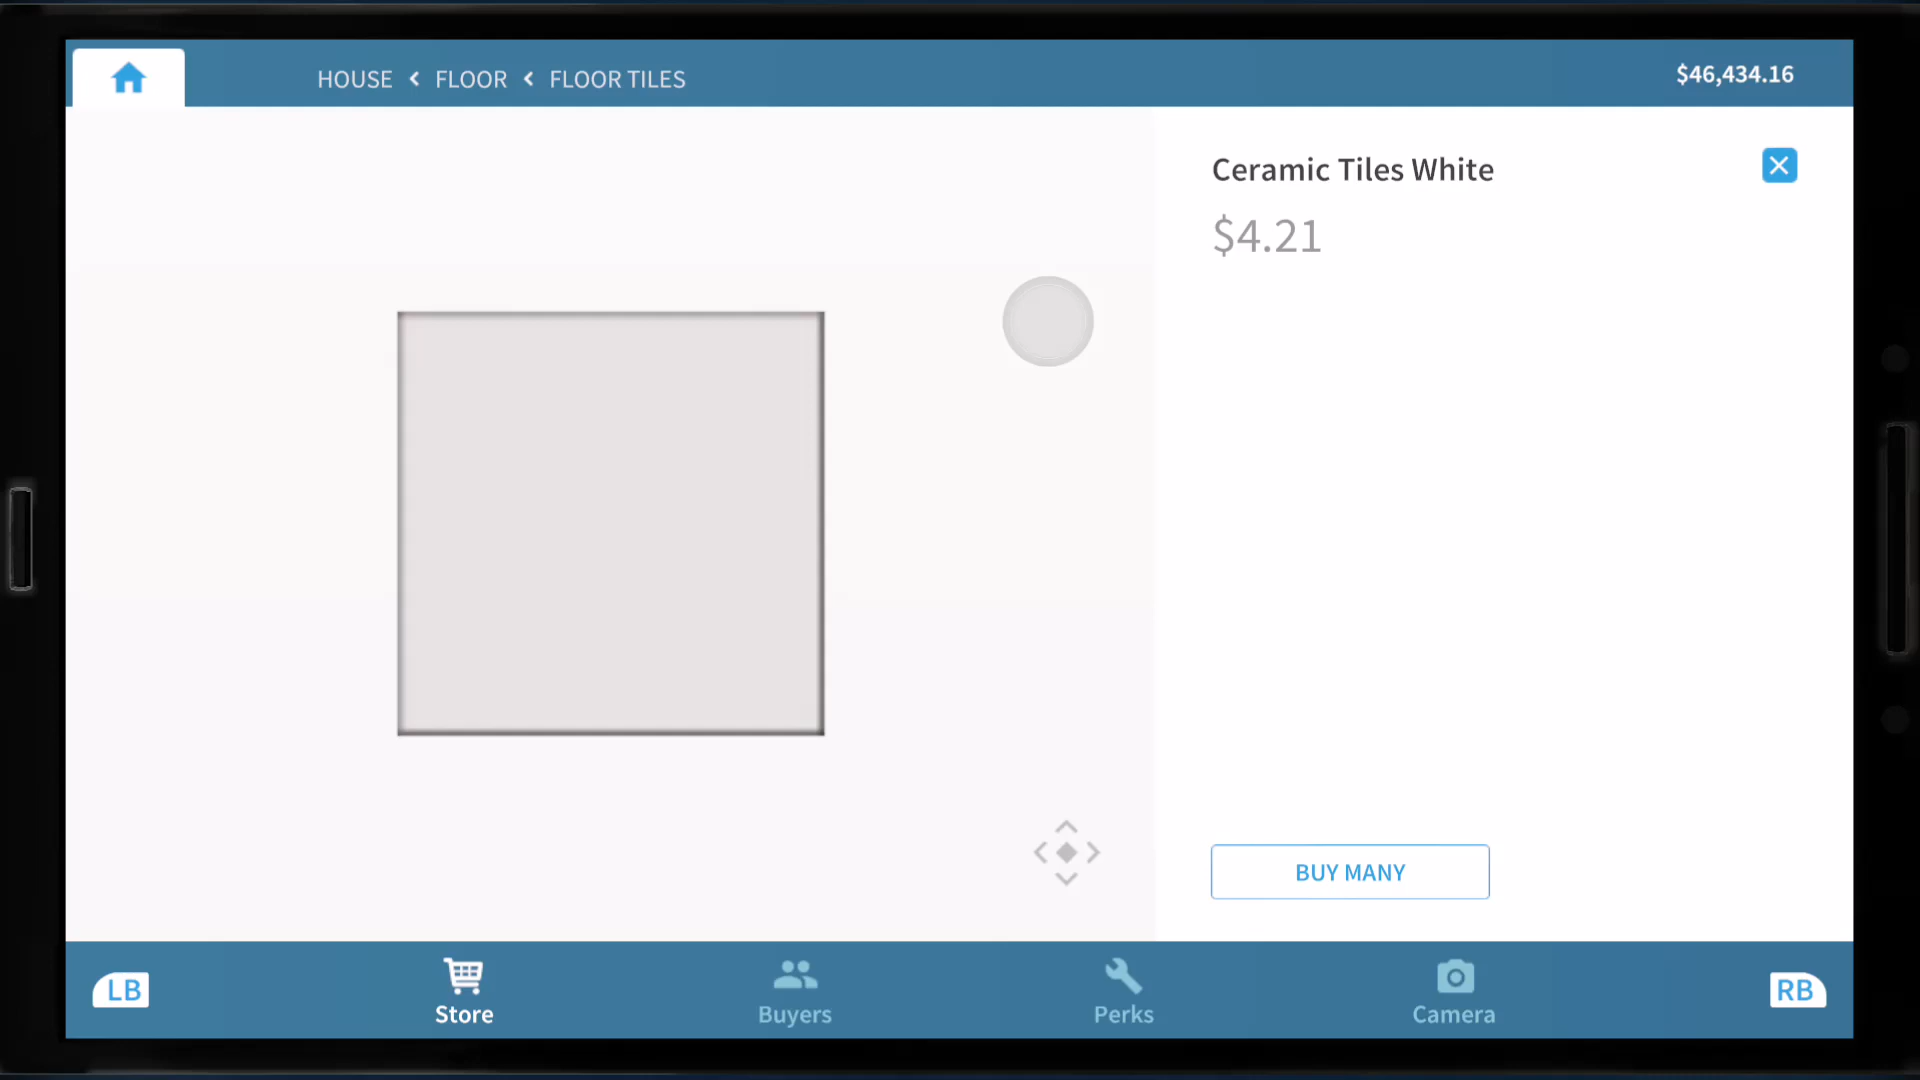 HOUSE < FLOOR < FLOOR TILES
$46,434.16
Ceramic Tiles White
$4.21
BUY MANY
LB
Store
Buyers
Perks
Camera
RB